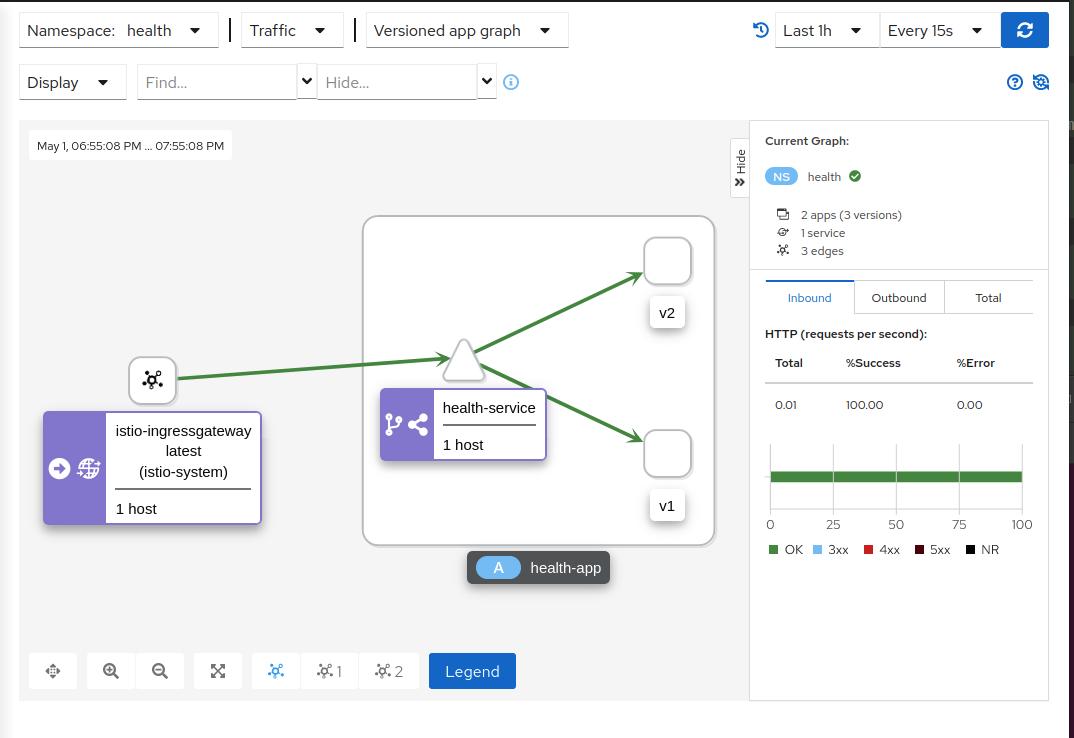 Namespace: health
Traffic
Versioned app graph
Last 1h
Every 15s
Display
Find...
Hide...
May 1, 06:55:08 PM ... 07:55:08 PM
Hide
Current Graph:
NS health
2 apps (3 versions)
1 service
3 edges
Inbound Outbound Total
HTTP (requests per second):
Total %Success %Error
0.01 100.00 0.00
0 25 50 75 100
OK 3xx 4xx 5xx NR
v2
health-service
1 host
istio-ingressgateway
latest
(istio-system)
1 host
v1
A health-app
1
2
Legend